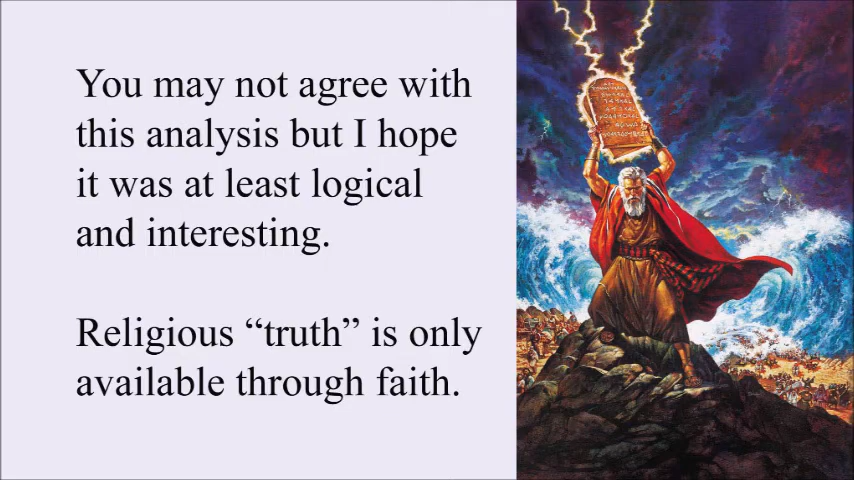 You may not agree with
this analysis but I hope
it was at least logical
and interesting.
Religious “truth” is only
available through faith.